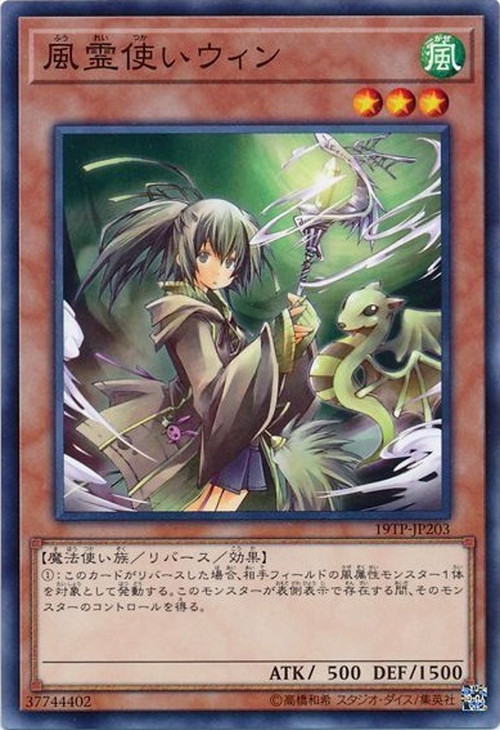 風霊使いウィン
風
19TP-JP203
【魔法使い族／リバース／効果】
①：このカードがリバースした場合、相手フィールドの風属性モンスター１体
を対象として発動する。このモンスターが表側表示で存在する間、そのモン
スターのコントロールを得る。
ATK/ 500 DEF/1500
37744402 ©高橋和希 スタジオ・ダイス/集英社